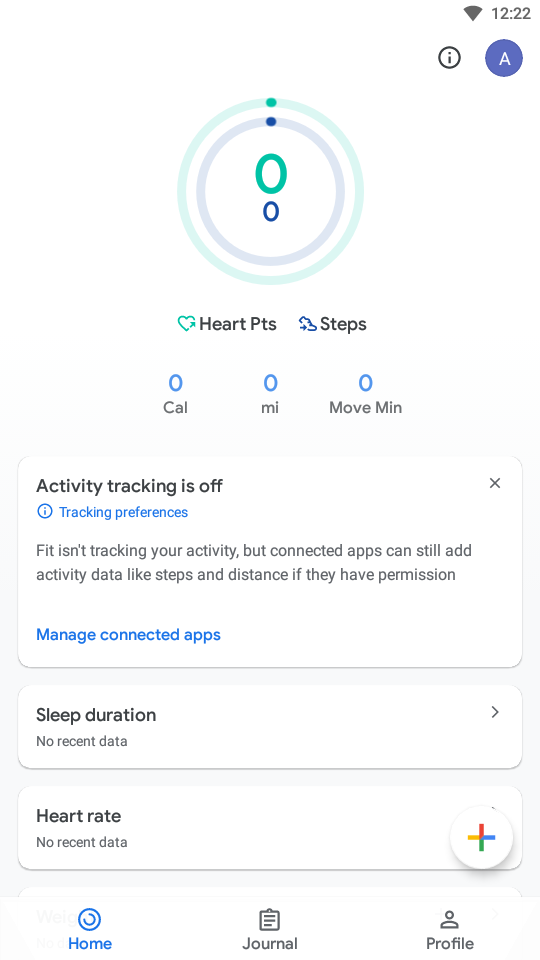 12:22
A
0
0
Heart Pts Steps
0 0 0
Cal mi Move Min
Activity tracking is off
Tracking preferences
Fit isn't tracking your activity, but connected apps can still add
activity data like steps and distance if they have permission
Manage connected apps
Sleep duration
No recent data
Heart rate
No recent data
Home Journal Profile